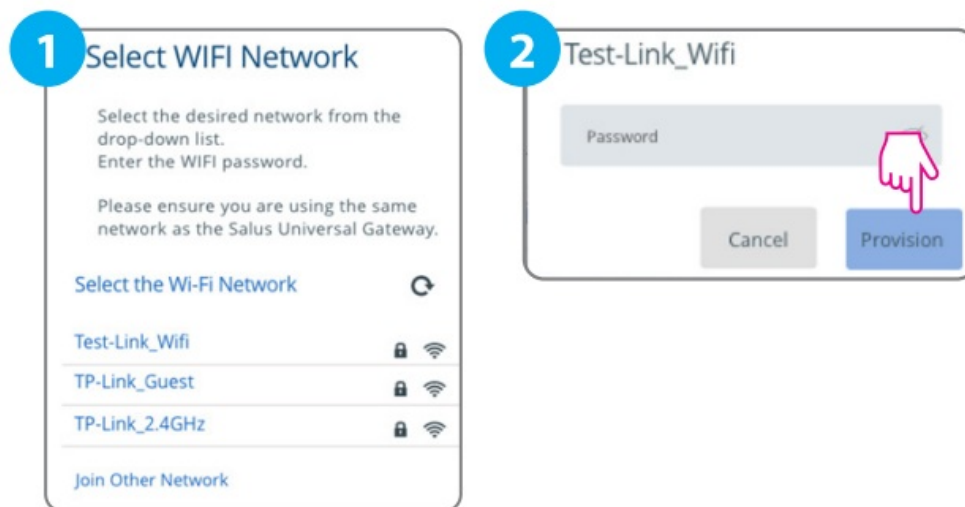 1
Select WIFI Network
Select the desired network from the
drop-down list.
Enter the WIFI password.
Please ensure you are using the same
network as the Salus Universal Gateway.
Select the Wi-Fi Network
Test-Link_Wifi
TP-Link_Guest
TP-Link_2.4GHz
Join Other Network
2
Test-Link_Wifi
Password
Cancel
Provision